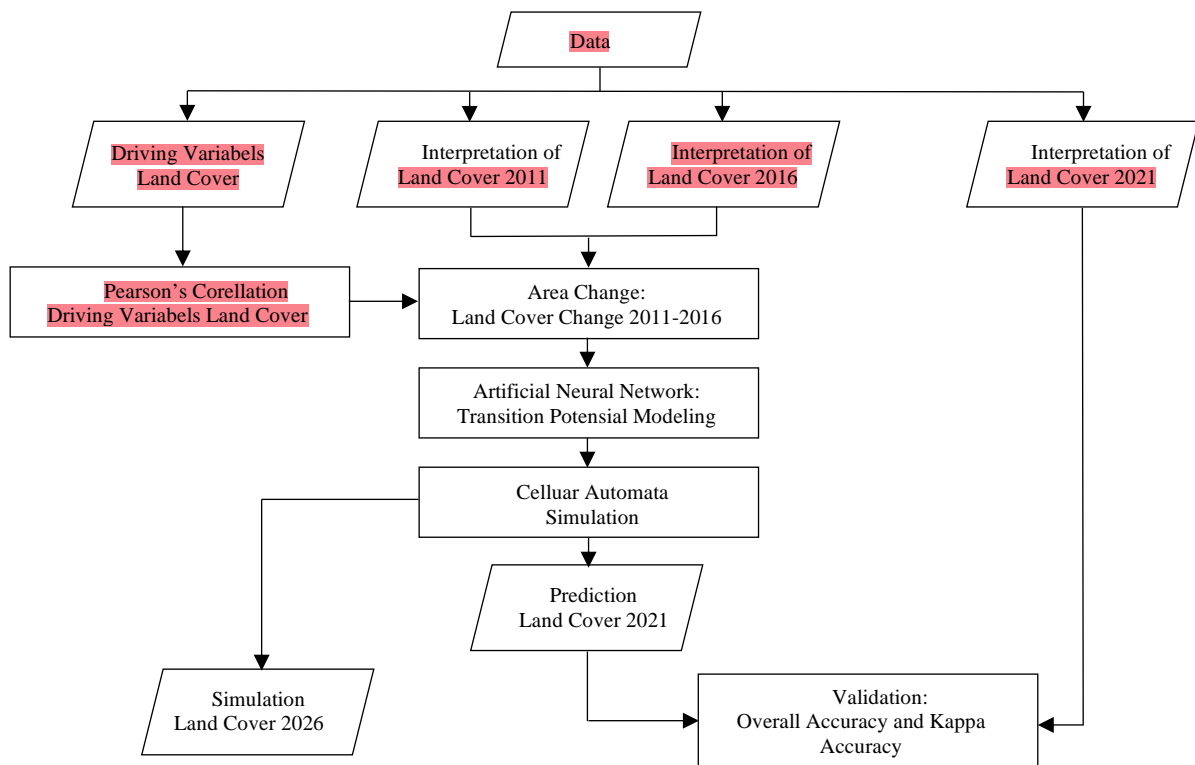 Data
Driving Variabels
Land Cover
Interpretation of
Land Cover 2011
Interpretation of
Land Cover 2016
Interpretation of
Land Cover 2021
Pearson’s Corellation
Driving Variabels Land Cover
Area Change:
Land Cover Change 2011-2016
Artificial Neural Network:
Transition Potensial Modeling
Celluar Automata
Simulation
Prediction
Land Cover 2021
Simulation
Land Cover 2026
Validation:
Overall Accuracy and Kappa
Accuracy